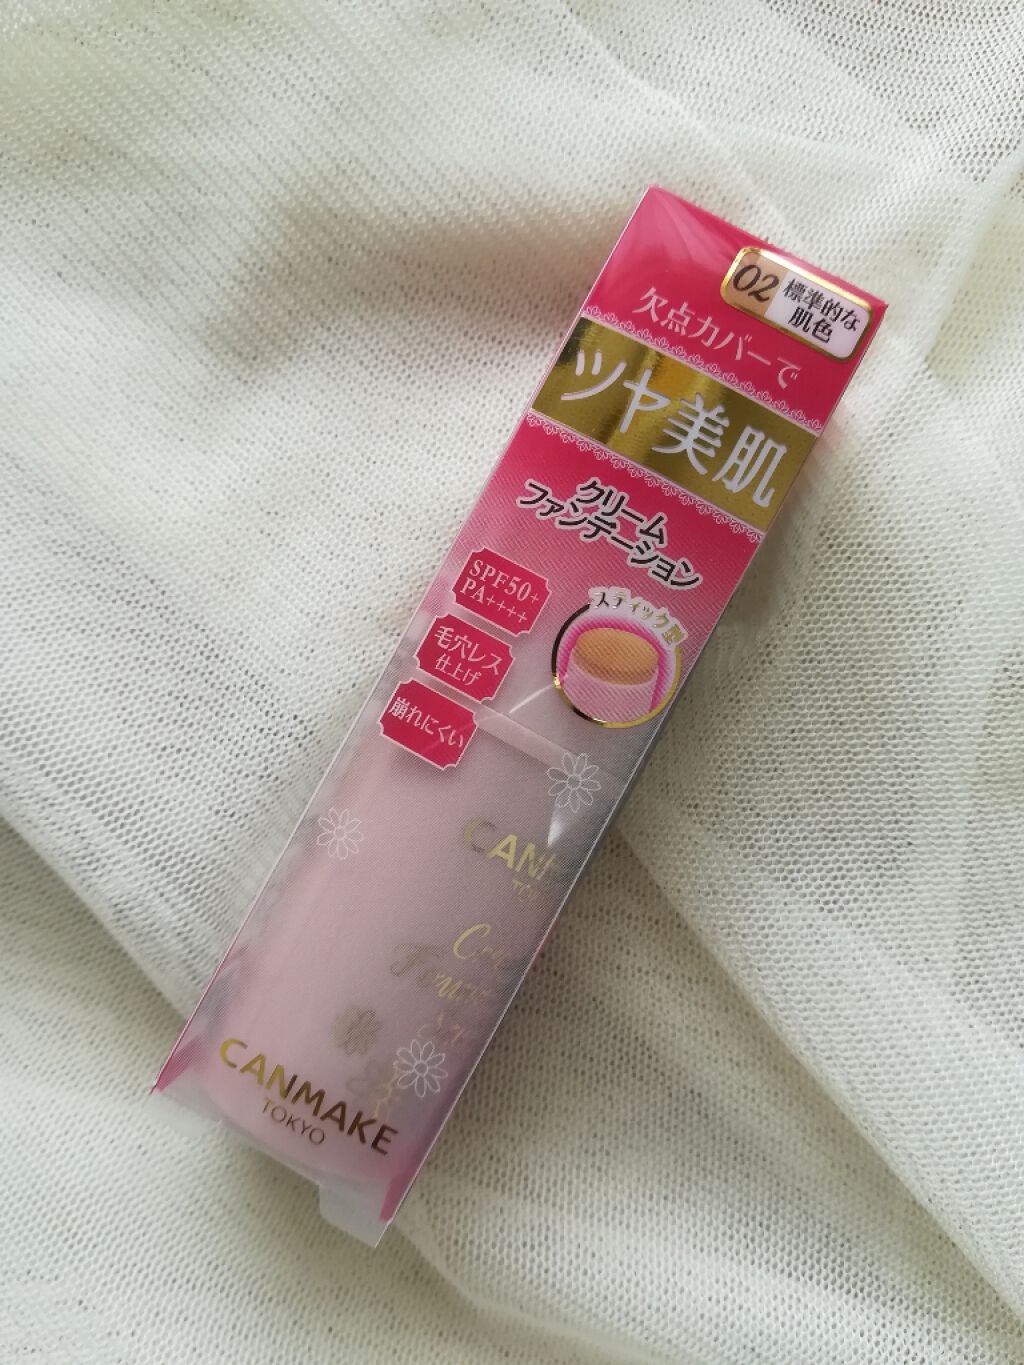 02
標準的な
肌色
欠点カバーで
ツヤ美肌
クリーム
ファンデーション
SPF50+
PA++++
スティック型
毛穴レス
仕上げ
崩れにくい
CANMAKE
TOKYO